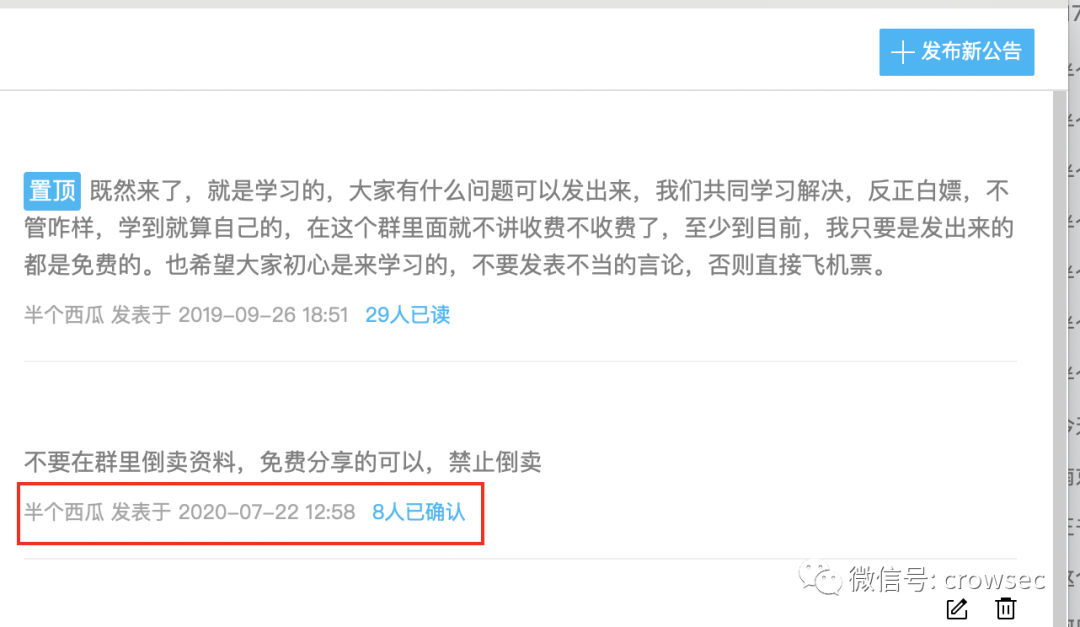 发布新公告
置顶 既然来了，就是学习的，大家有什么问题可以发出来，我们共同学习解决，反正白嫖，不
管咋样，学到就算自己的，在这个群里面就不讲收费不收费了，至少到目前，我只要是发出来的
都是免费的。也希望大家初心是来学习的，不要发表不当的言论，否则直接飞机票。
半个西瓜 发表于 2019-09-26 18:51 29人已读
不要在群里倒卖资料，免费分享的可以，禁止倒卖
半个西瓜 发表于 2020-07-22 12:58 8人已确认
微信号: crowsec